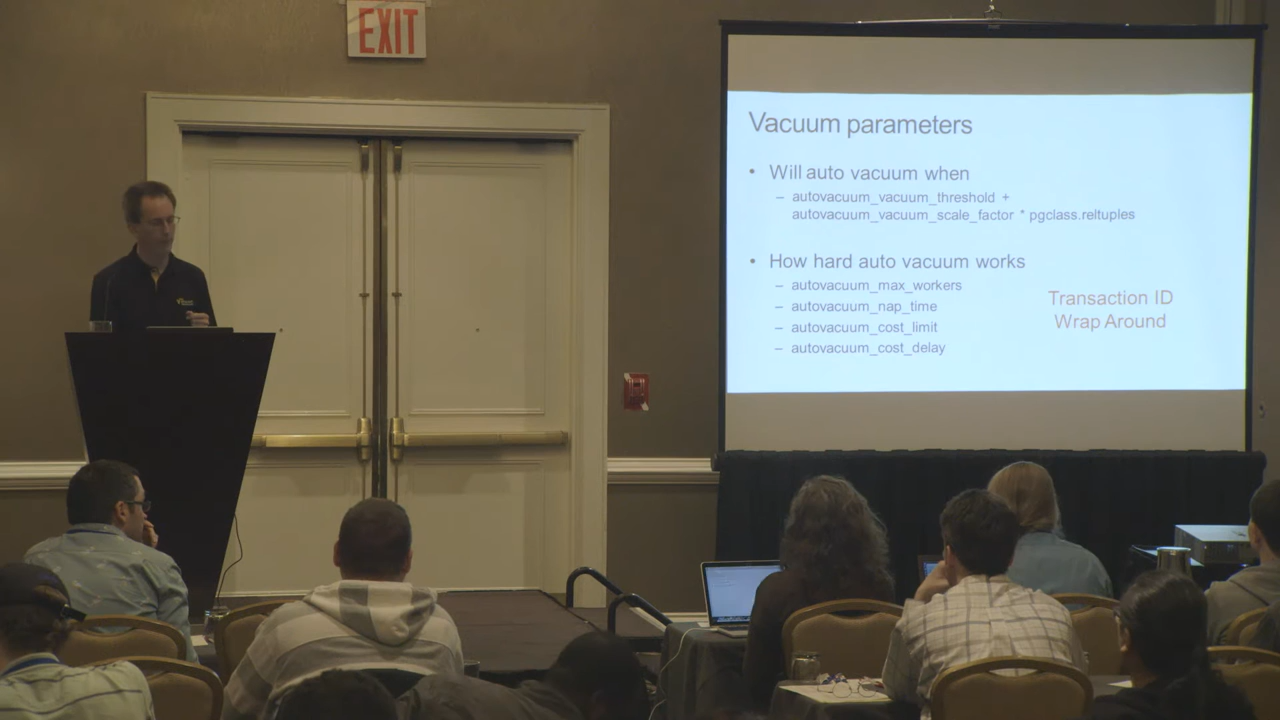 EXIT
Vacuum parameters
• Will auto vacuum when
– autovacuum_vacuum_threshold +
autovacuum_vacuum_scale_factor * pgclass.reltuples
• How hard auto vacuum works
– autovacuum_max_workers
– autovacuum_nap_time
– autovacuum_cost_limit
– autovacuum_cost_delay
Transaction ID
Wrap Around